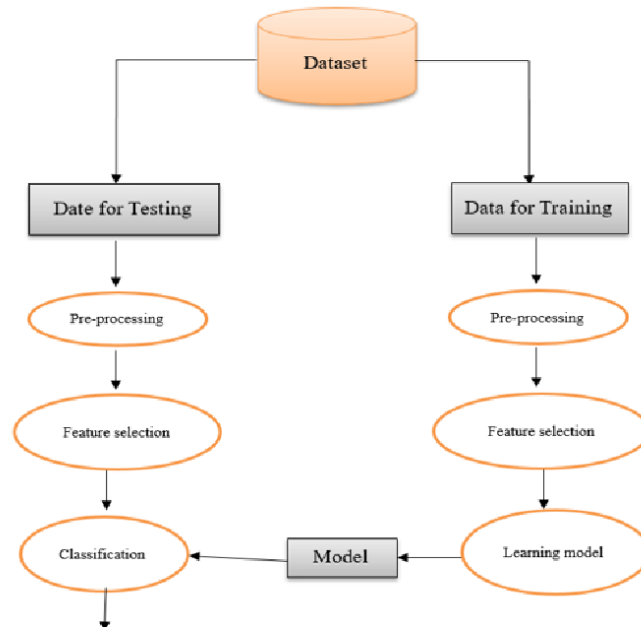 Dataset
Date for Testing
Data for Training
Pre-processing
Pre-processing
Feature selection
Feature selection
Classification
Model
Learning model